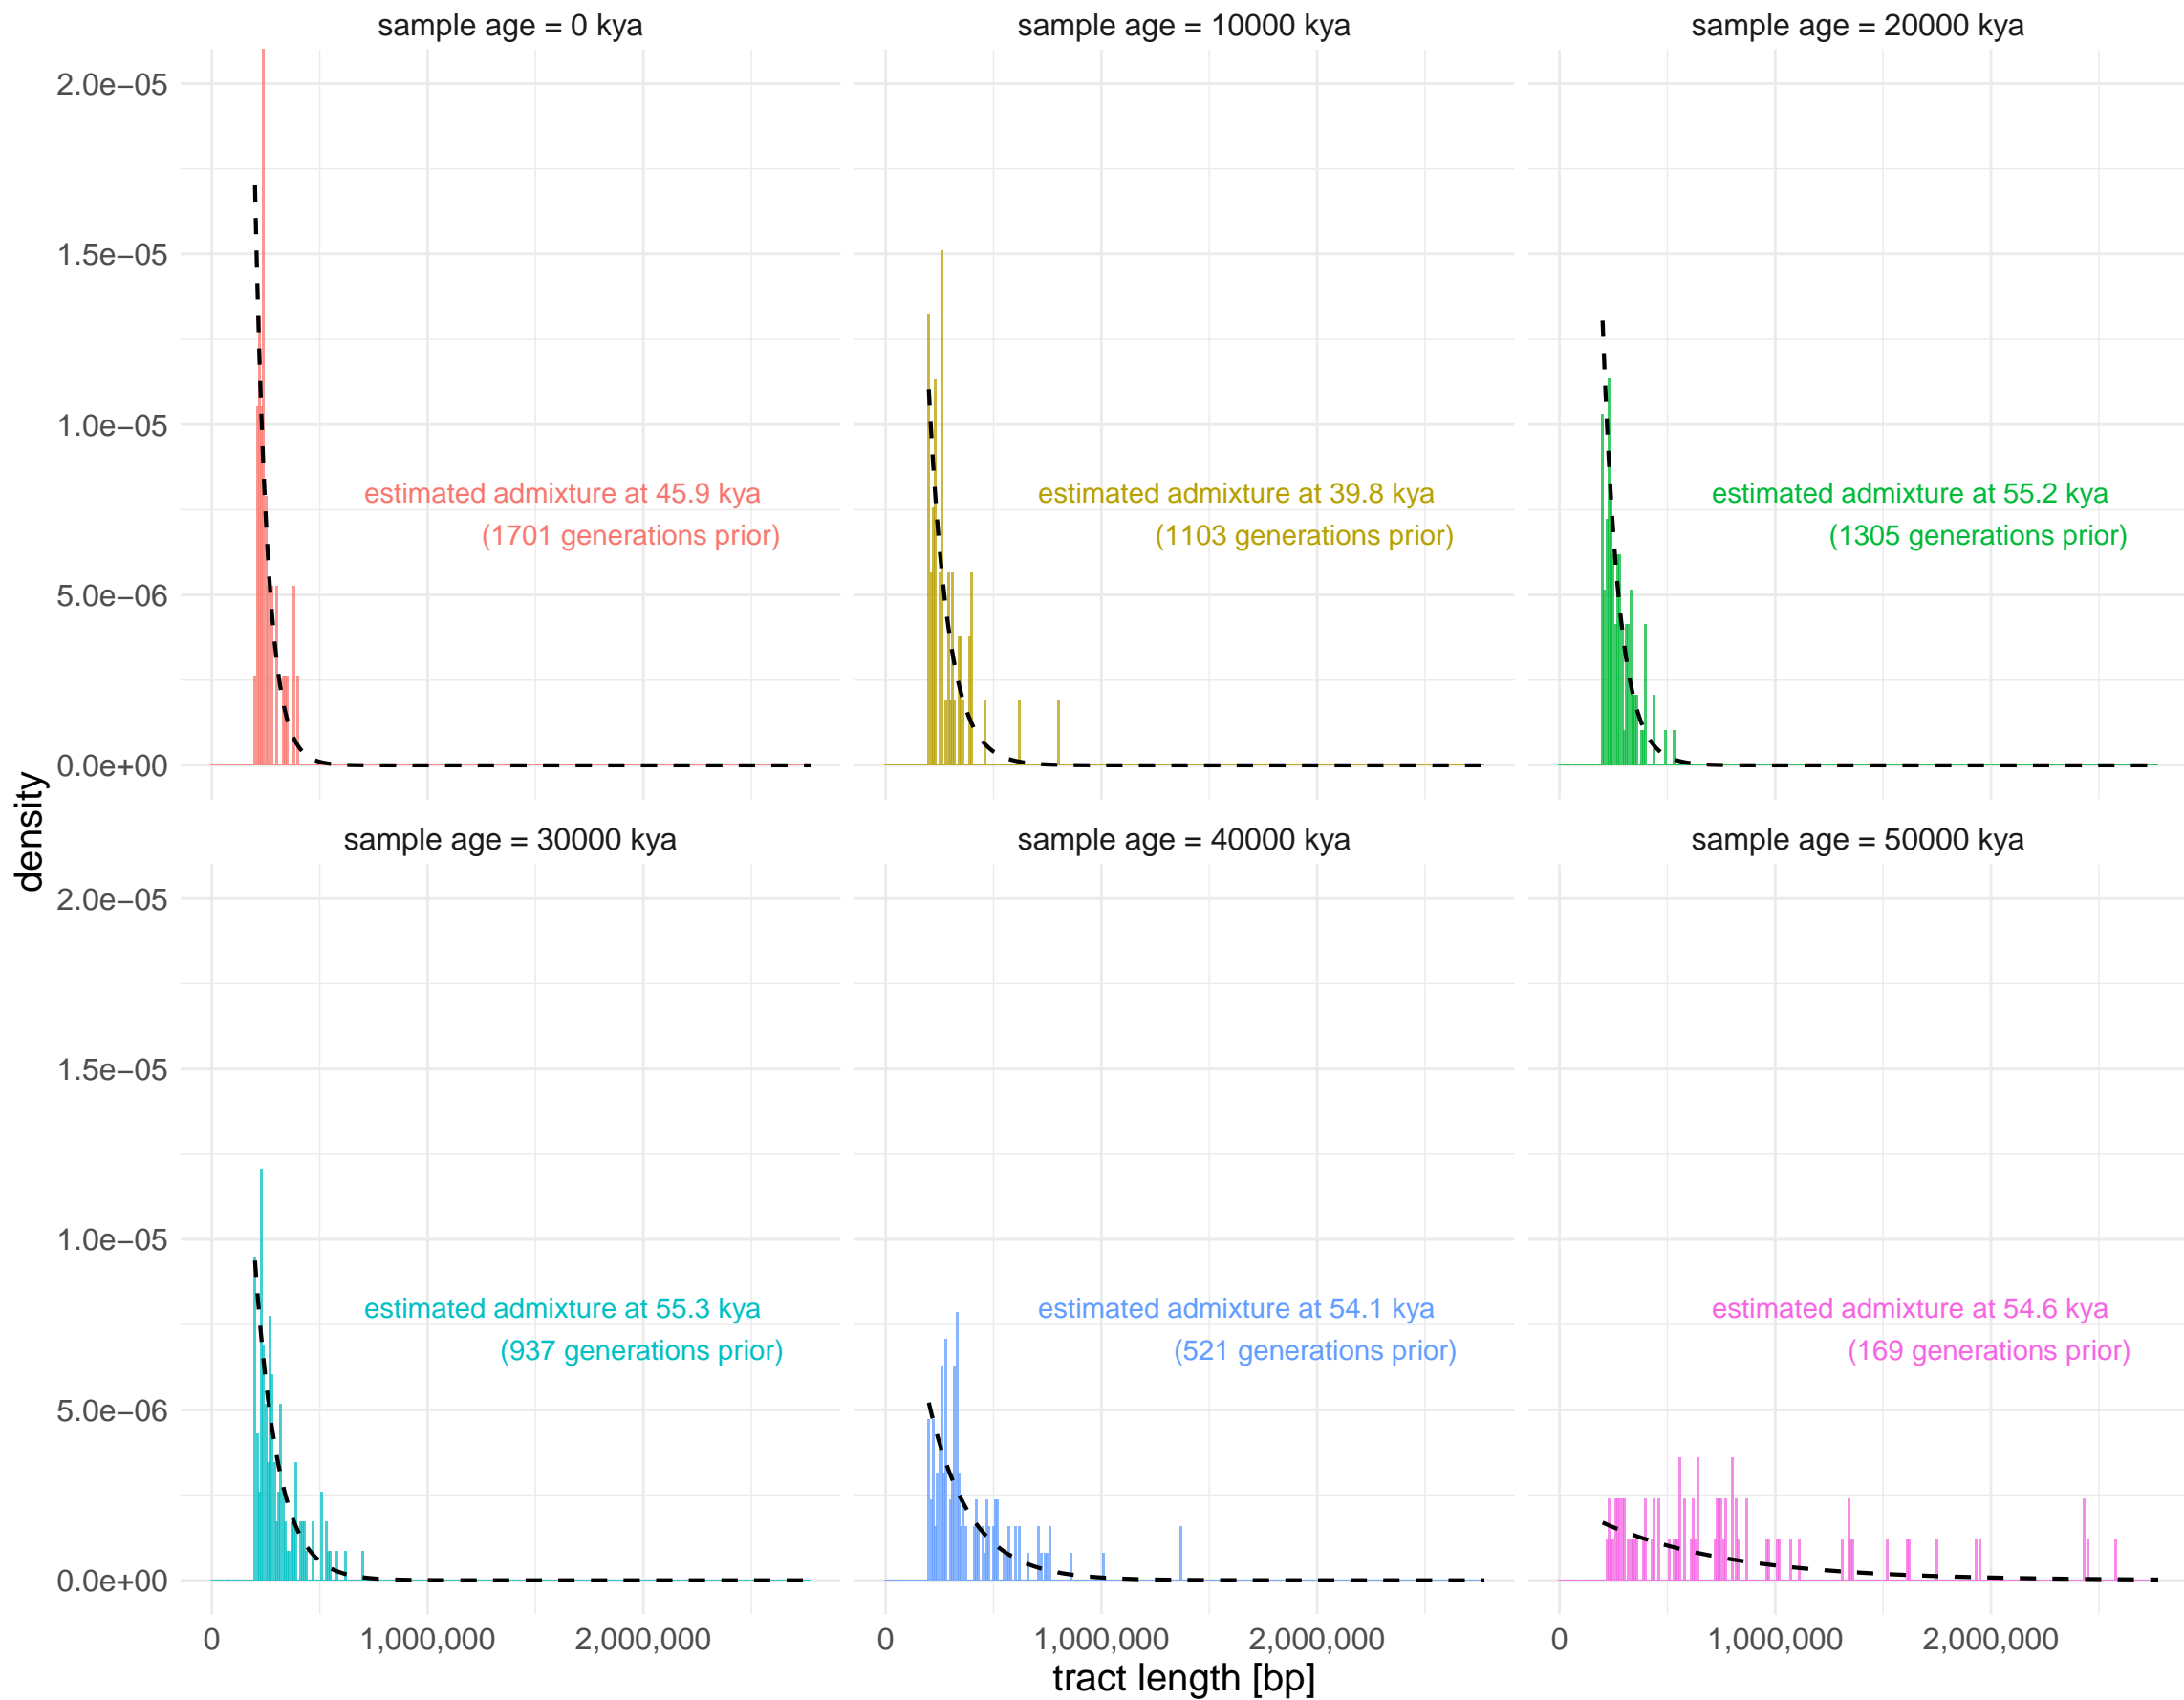 sample age = 0 kya
sample age = 10000 kya
sample age = 20000 kya
2.0e−05
1.5e−05
1.0e−05
5.0e−06
0.0e+00
estimated admixture at 45.9 kya
(1701 generations prior)
estimated admixture at 39.8 kya
(1103 generations prior)
estimated admixture at 55.2 kya
(1305 generations prior)
density
sample age = 30000 kya
sample age = 40000 kya
sample age = 50000 kya
2.0e−05
1.5e−05
1.0e−05
5.0e−06
0.0e+00
estimated admixture at 55.3 kya
(937 generations prior)
estimated admixture at 54.1 kya
(521 generations prior)
estimated admixture at 54.6 kya
(169 generations prior)
0 1,000,000 2,000,000
0 1,000,000 2,000,000
0 1,000,000 2,000,000
tract length [bp]